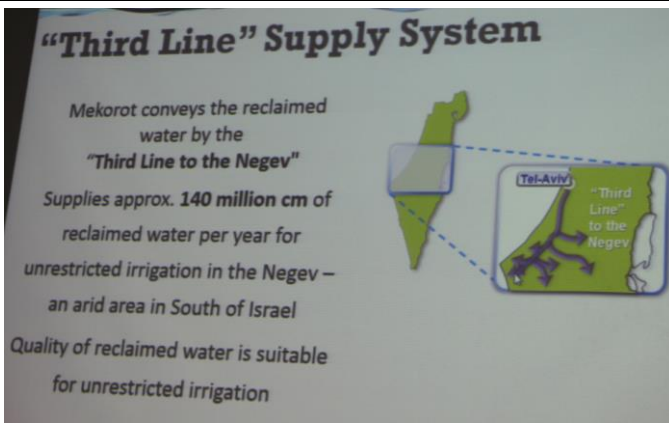 “Third Line” Supply System
Mekorot conveys the reclaimed
water by the
“Third Line to the Negev"
Supplies approx. 140 million cm of
reclaimed water per year for
unrestricted irrigation in the Negev –
an arid area in South of Israel
Quality of reclaimed water is suitable
for unrestricted irrigation
Tel-Aviv
“Third
Line”
to the
Negev